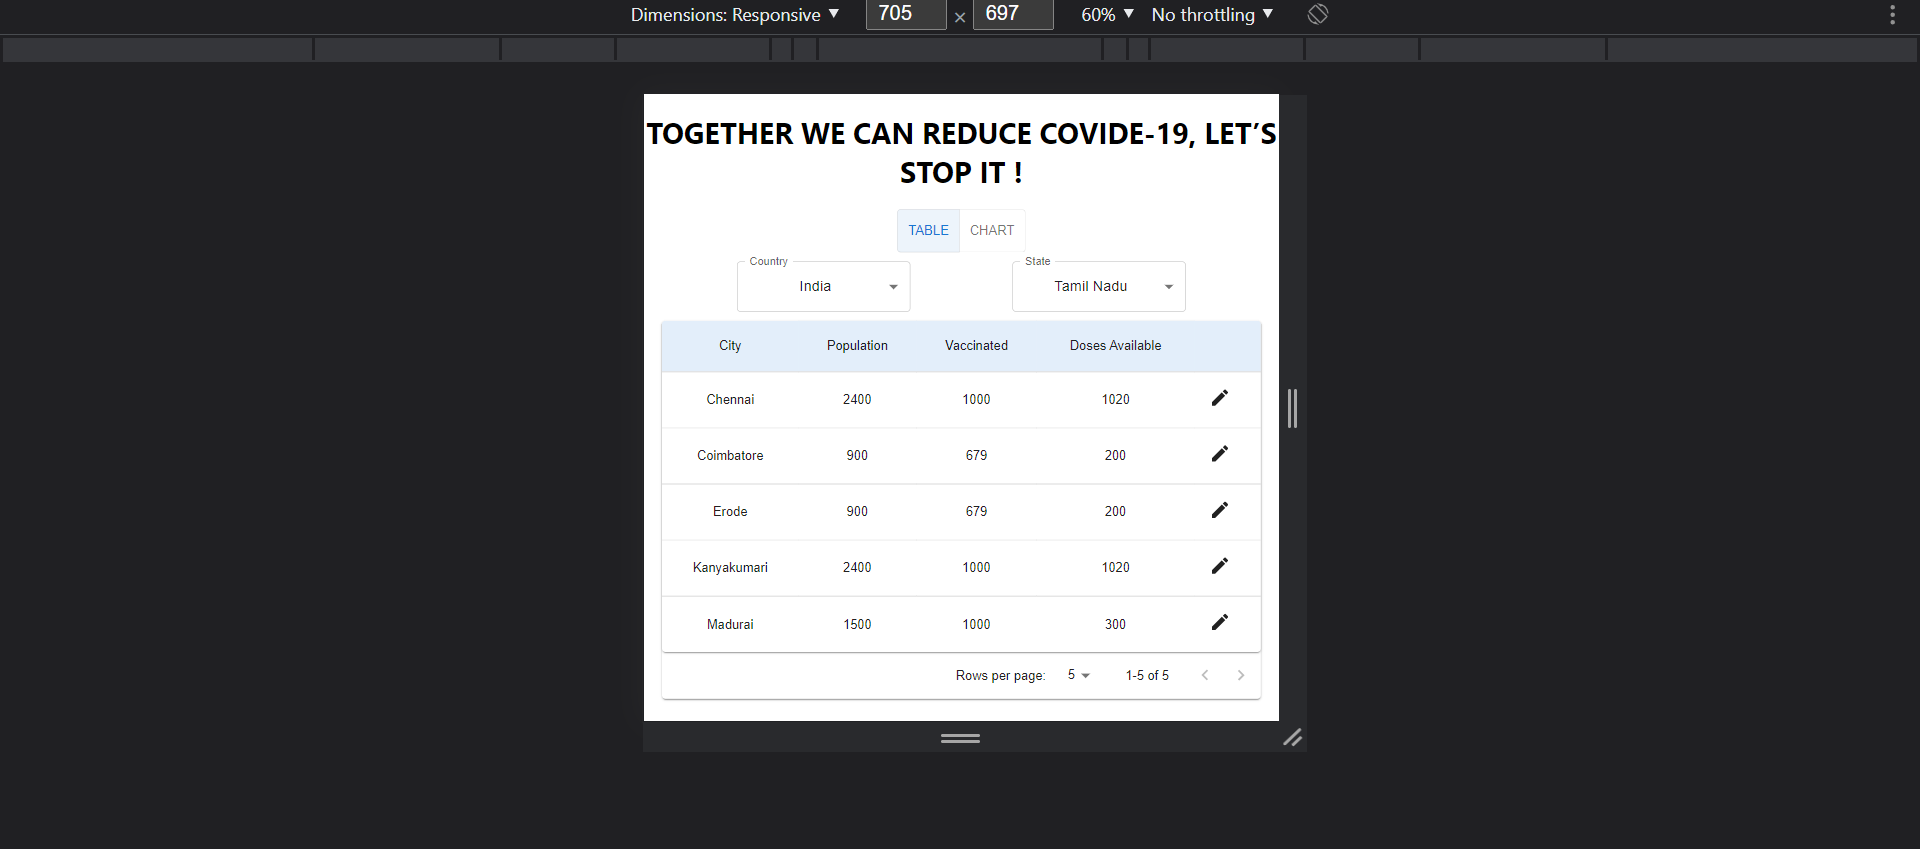 Dimensions: Responsive ▼ 705 × 697 60% ▼ No throttling ▼
TOGETHER WE CAN REDUCE COVIDE-19, LET’S
STOP IT !
TABLE CHART
Country State
India Tamil Nadu
City Population Vaccinated Doses Available
Chennai 2400 1000 1020
Coimbatore 900 679 200
Erode 900 679 200
Kanyakumari 2400 1000 1020
Madurai 1500 1000 300
Rows per page: 5 1-5 of 5